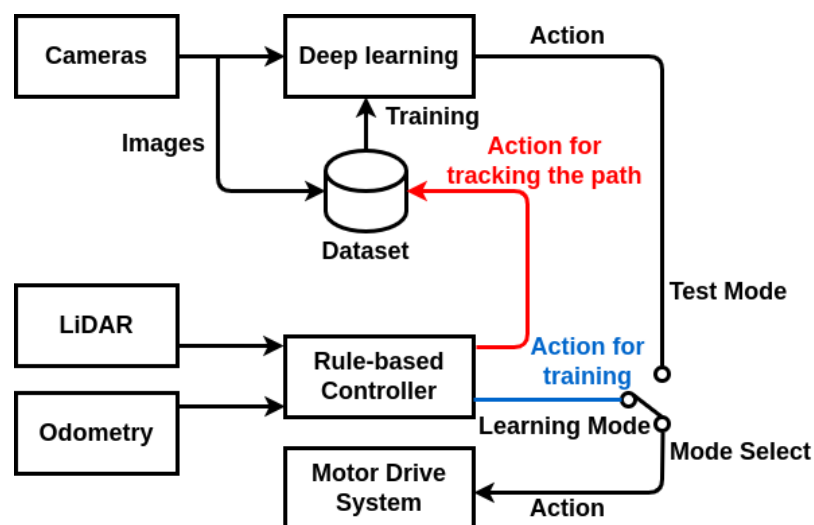 Action
Cameras
Deep learning
Training
Images
Action for
tracking the path
Dataset
Test Mode
LiDAR
Action for
training
Rule-based
Controller
Odometry
Learning Mode
Mode Select
Motor Drive
System
Action